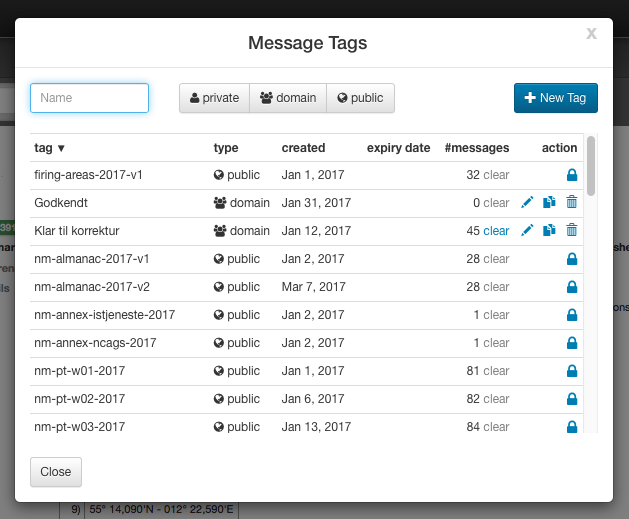 Message Tags
x
Name
private
domain
public
New Tag
tag ▼ type created expiry date #messages action
firing-areas-2017-v1 public Jan 1, 2017 32 clear
Godkendt domain Jan 31, 2017 0 clear
Klar til korrektur domain Jan 12, 2017 45 clear
nm-almanac-2017-v1 public Jan 2, 2017 28 clear
nm-almanac-2017-v2 public Mar 7, 2017 28 clear
nm-annex-istjeneste-2017 public Jan 2, 2017 1 clear
nm-annex-ncags-2017 public Jan 2, 2017 1 clear
nm-pt-w01-2017 public Jan 1, 2017 81 clear
nm-pt-w02-2017 public Jan 6, 2017 82 clear
nm-pt-w03-2017 public Jan 13, 2017 84 clear
Close
9) 55° 14,090'N - 012° 22,590'E